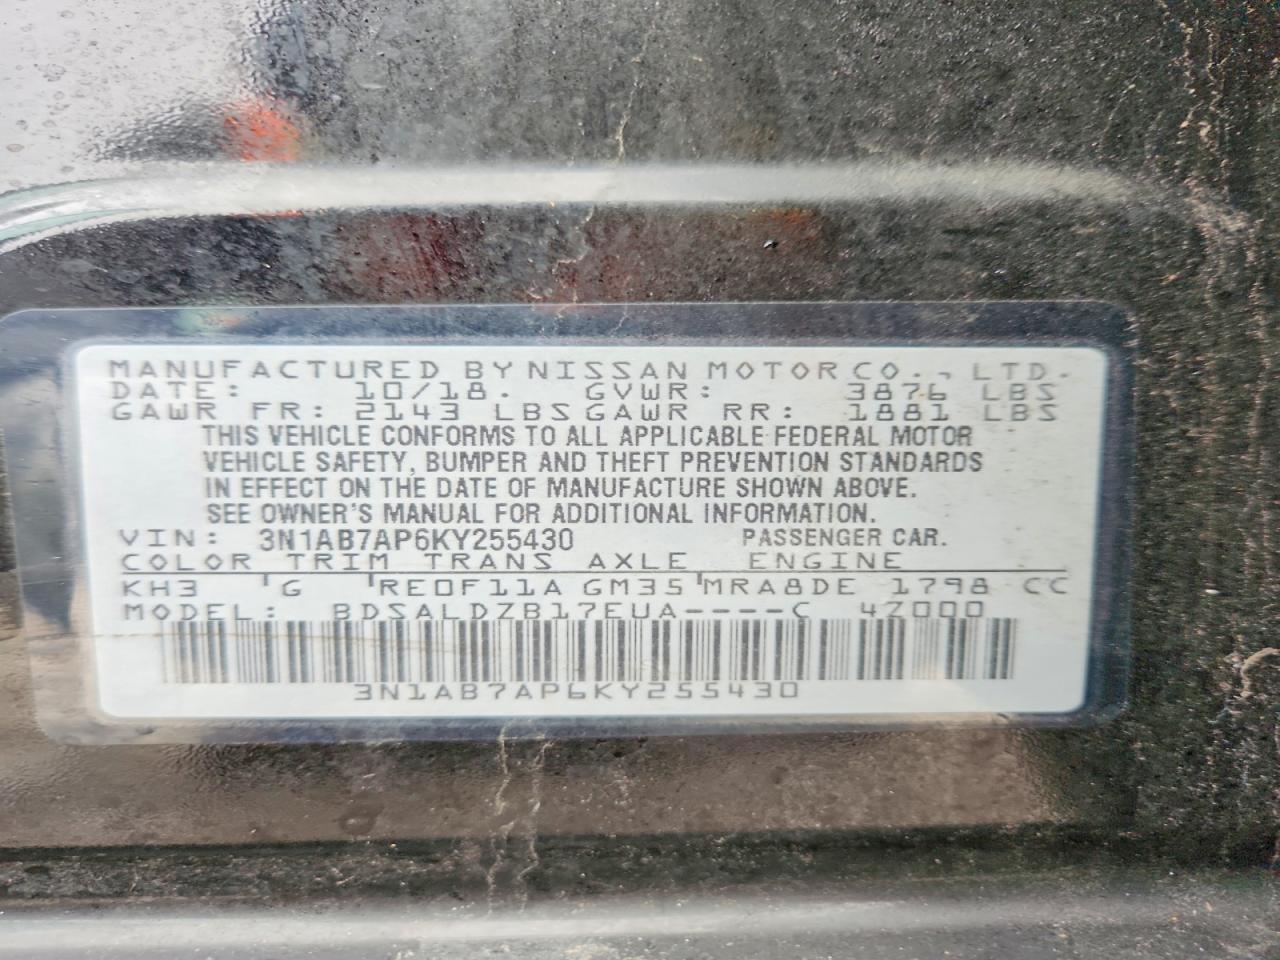 MANUFACTURED BY NISSAN MOTOR CO., LTD.
DATE: 10/18. GVWR: 3876 LBS
GAWR FR: 2143 LBS GAWR RR: 1881 LBS
THIS VEHICLE CONFORMS TO ALL APPLICABLE FEDERAL MOTOR
VEHICLE SAFETY, BUMPER AND THEFT PREVENTION STANDARDS
IN EFFECT ON THE DATE OF MANUFACTURE SHOWN ABOVE.
SEE OWNER'S MANUAL FOR ADDITIONAL INFORMATION.
VIN: 3N1AB7AP6KY255430 PASSENGER CAR.
COLOR TRIM TRANS AXLE ENGINE
KH3 'G 'RE0F11A GM35'MRA8DE 1798 CC
MODEL: BDSALDZB17EUA----C 4Z000
3N1AB7AP6KY255430